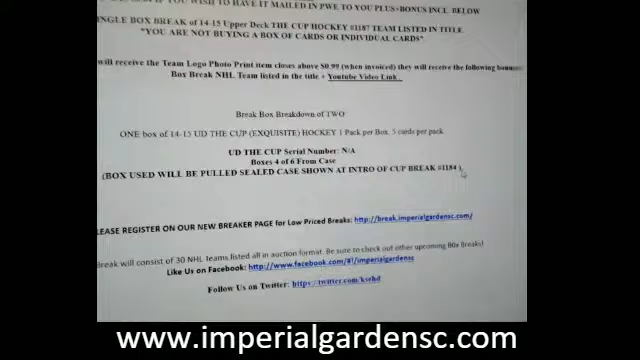 IF YOU WISH TO HAVE IT MAILED IN PWE TO YOU PLUS+BONUS INCL BELOW
INGLE BOX BREAK of 14-15 Upper Deck THE CUP HOCKEY #1187 TEAM LISTED IN TITLE
"YOU ARE NOT BUYING A BOX OF CARDS OR INDIVIDUAL CARDS"
will receive the Team Logo Photo Print item closes above $0.99 (when invoiced) they will receive the following bonus
Box Break NHL Team listed in the title + Youtube Video Link
Break Box Breakdown of TWO
ONE box of 14-15 UD THE CUP (EXQUISITE) HOCKEY 1 Pack per Box, 5 cards per pack
UD THE CUP Serial Number: N/A
Boxes 4 of 6 From Case
(BOX USED WILL BE PULLED SEALED CASE SHOWN AT INTRO OF CUP BREAK #1184 )
LEASE REGISTER ON OUR NEW BREAKER PAGE for Low Priced Breaks: http://break.imperialgardensc.com/
Break will consist of 30 NHL Teams listed all in auction format. Be sure to check out other upcoming Box Breaks!
Like Us on Facebook: http://www.facebook.com/#!/imperialgardensc
Follow Us on Twitter: https://twitter.com/ksehd
www.imperialgardensc.com